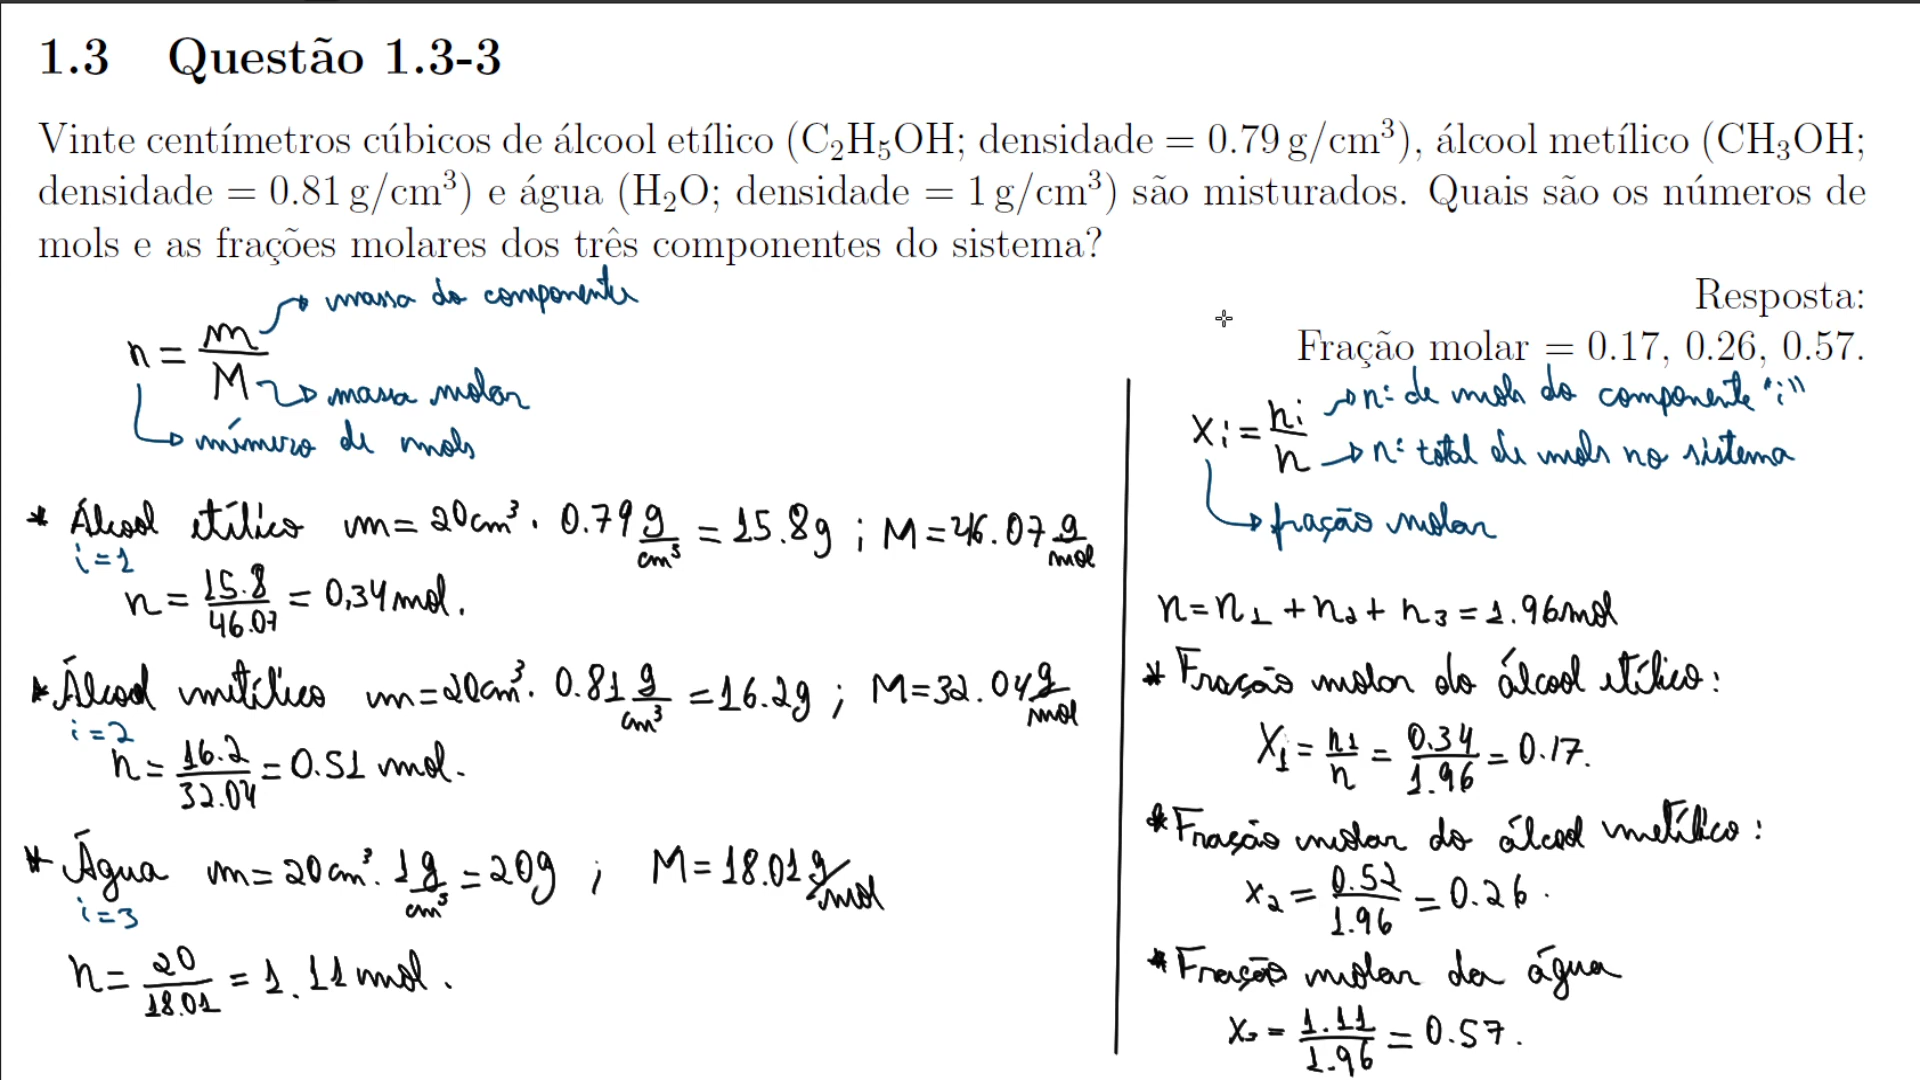 1.3 Questão 1.3-3
Vinte centímetros cúbicos de álcool etílico (C₂H₅OH; densidade = 0.79 g/cm³), álcool metílico (CH₃OH;
densidade = 0.81 g/cm³) e água (H₂O; densidade = 1 g/cm³) são misturados. Quais são os números de
mols e as frações molares dos três componentes do sistema?
Resposta:
Fração molar = 0.17, 0.26, 0.57.
massa do componente
n = m/M
massa molar
número de mols
* Álcool etílico m = 20cm³ . 0.79 g/cm³ = 15.8g ; M = 46.07 g/mol
i=1
n = 15.8/46.07 = 0,34 mol.
* Álcool metílico m = 20cm³ . 0.81 g/cm³ = 16.2g ; M = 32.04 g/mol
i=2
n = 16.2/32.04 = 0.51 mol.
* Água m = 20cm³ . 1g/cm³ = 20g ; M = 18.01 g/mol
i=3
n = 20/18.01 = 1.11 mol.
nº de mols do componente "i"
xi = ni/n
nº total de mols no sistema
fração molar
n = n₁ + n₂ + n₃ = 1.96mol
* Fração molar do álcool etílico:
X₁ = n₁/n = 0.34/1.96 = 0.17.
* Fração molar do álcool metílico:
x₂ = 0.52/1.96 = 0.26.
* Fração molar da água
x₃ = 1.11/1.96 = 0.57.